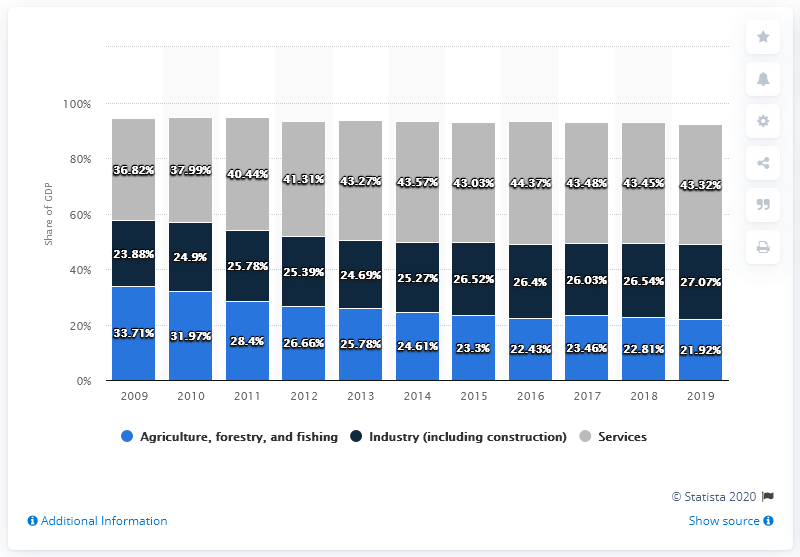 100%
80%
60%
40%
20%
0%
Share of GDP
36.82% 37.99% 40.44% 41.31% 43.27% 43.57% 43.03% 44.37% 43.48% 43.45% 43.32%
23.88% 24.9% 25.78% 25.39% 24.69% 25.27% 26.52% 26.4% 26.03% 26.54% 27.07%
33.71% 31.97% 28.4% 26.66% 25.78% 24.61% 23.3% 22.43% 23.46% 22.81% 21.92%
2009 2010 2011 2012 2013 2014 2015 2016 2017 2018 2019
Agriculture, forestry, and fishing Industry (including construction) Services
© Statista 2020
Additional Information Show source